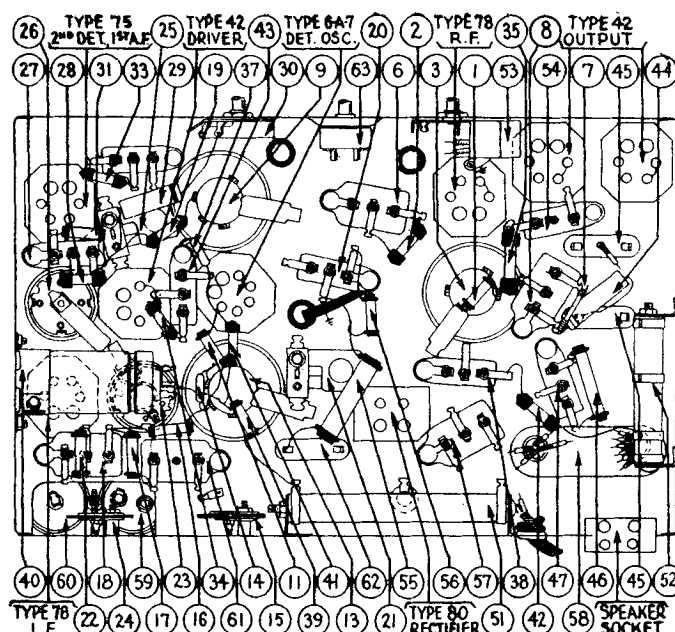 TYPE 75 TYPE 42 TYPE 6-A-7 TYPE 78 TYPE 42
2ND DET, 1ST A.F. DRIVER DET. OSC. R.F. OUTPUT
26 25 43 20 2 35 8
27 28 31 33 29 19 37 30 9 63 6 3 1 53 54 7 45 44
40 60 18 59 23 34 14 11 41 62 55 56 57 38 47 46 45 52
TYPE 78 22 24 17 16 61 15 39 13 21 TYPE 80 51 42 58 SPEAKER
I.F. RECTIFIER SOCKET